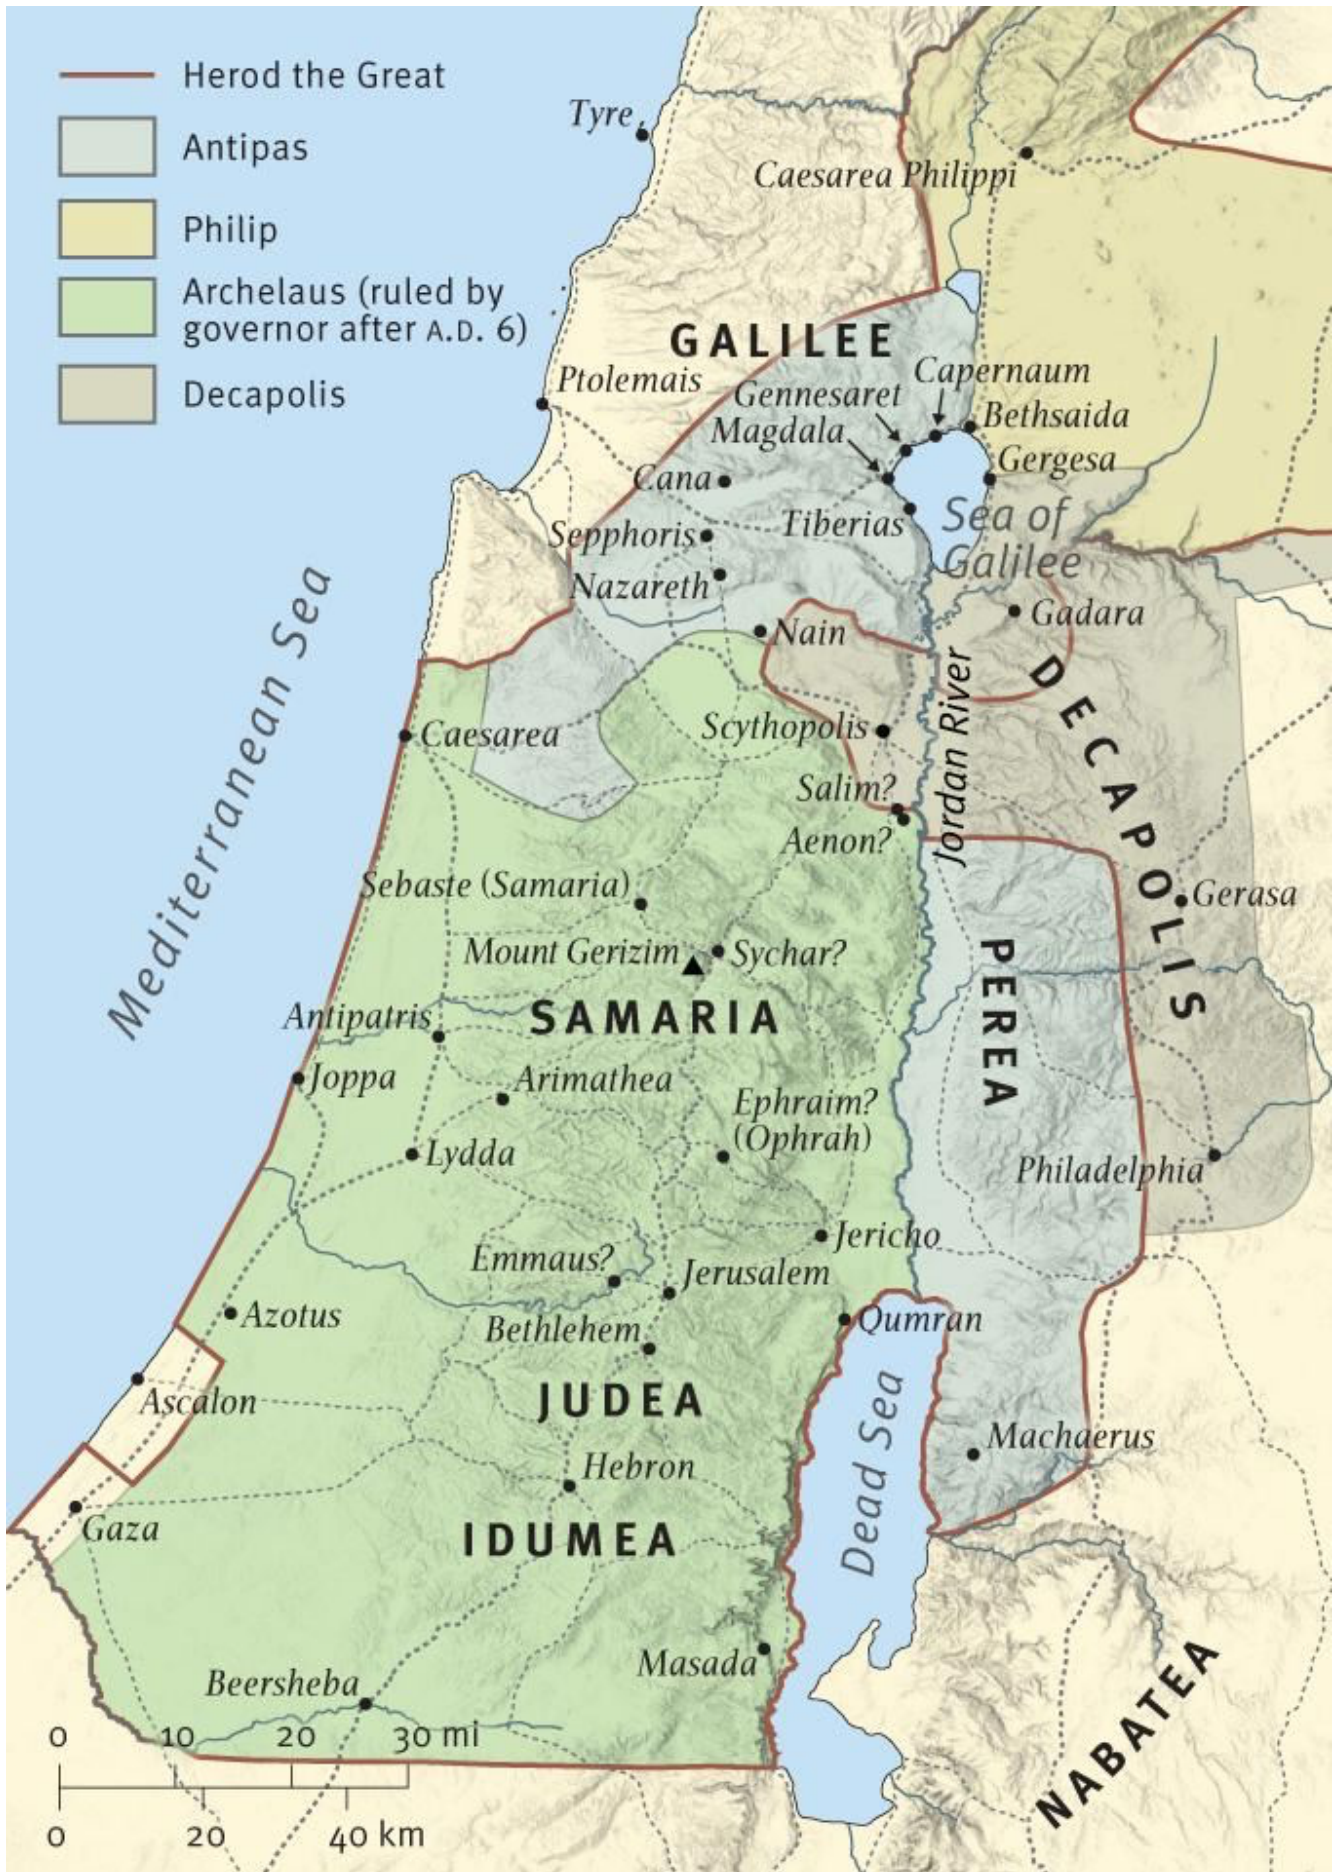 Herod the Great
Antipas
Philip
Archelaus (ruled by
governor after A.D. 6)
Decapolis
Tyre
Caesarea Philippi
GALILEE
Ptolemais
Capernaum
Gennesaret
Magdala
Bethsaida
Gergesa
Cana
Sea of
Galilee
Tiberias
Sepphoris
Nazareth
Nain
Gadara
DECAPOLIS
Mediterranean Sea
Jordan River
Caesarea
Scythopolis
Salim?
Aenon?
Sebaste (Samaria)
Gerasa
Mount Gerizim
Sychar?
PEREA
SAMARIA
Antipatris
Joppa
Arimathea
Ephraim?
(Ophrah)
Lydda
Philadelphia
Jericho
Emmaus?
Jerusalem
Azotus
Bethlehem
Qumran
Ascalon
JUDEA
Dead Sea
Machaerus
Hebron
Gaza
IDUMEA
Masada
Beersheba
NABATEA
0 10 20 30 mi
0 20 40 km